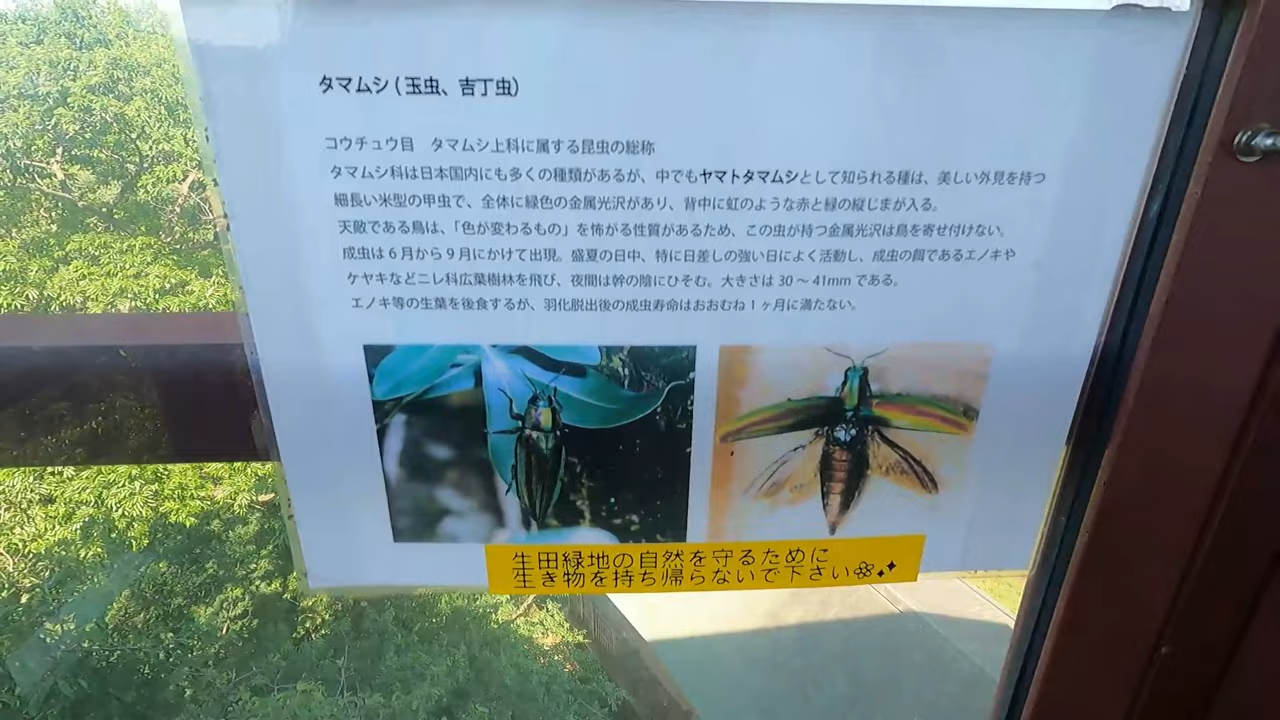 タマムシ(玉虫、吉丁虫)
コウチュウ目　タマムシ上科に属する昆虫の総称
タマムシ科は日本国内にも多くの種類があるが、中でもヤマトタマムシとして知られる種は、美しい外見を持つ
細長い米型の甲虫で、全体に緑色の金属光沢があり、背中に虹のような赤と緑の縦じまが入る。
天敵である鳥は、「色が変わるもの」を怖がる性質があるため、この虫が持つ金属光沢は鳥を寄せ付けない。
成虫は6月から9月にかけて出現。盛夏の日中、特に日差しの強い日によく活動し、成虫の餌であるエノキや
ケヤキなどニレ科広葉樹林を飛び、夜間は幹の陰にひそむ。大きさは30～41mmである。
エノキ等の生葉を後食するが、羽化脱出後の成虫寿命はおおむね1ヶ月に満たない。
生田緑地の自然を守るために
生き物を持ち帰らないで下さい